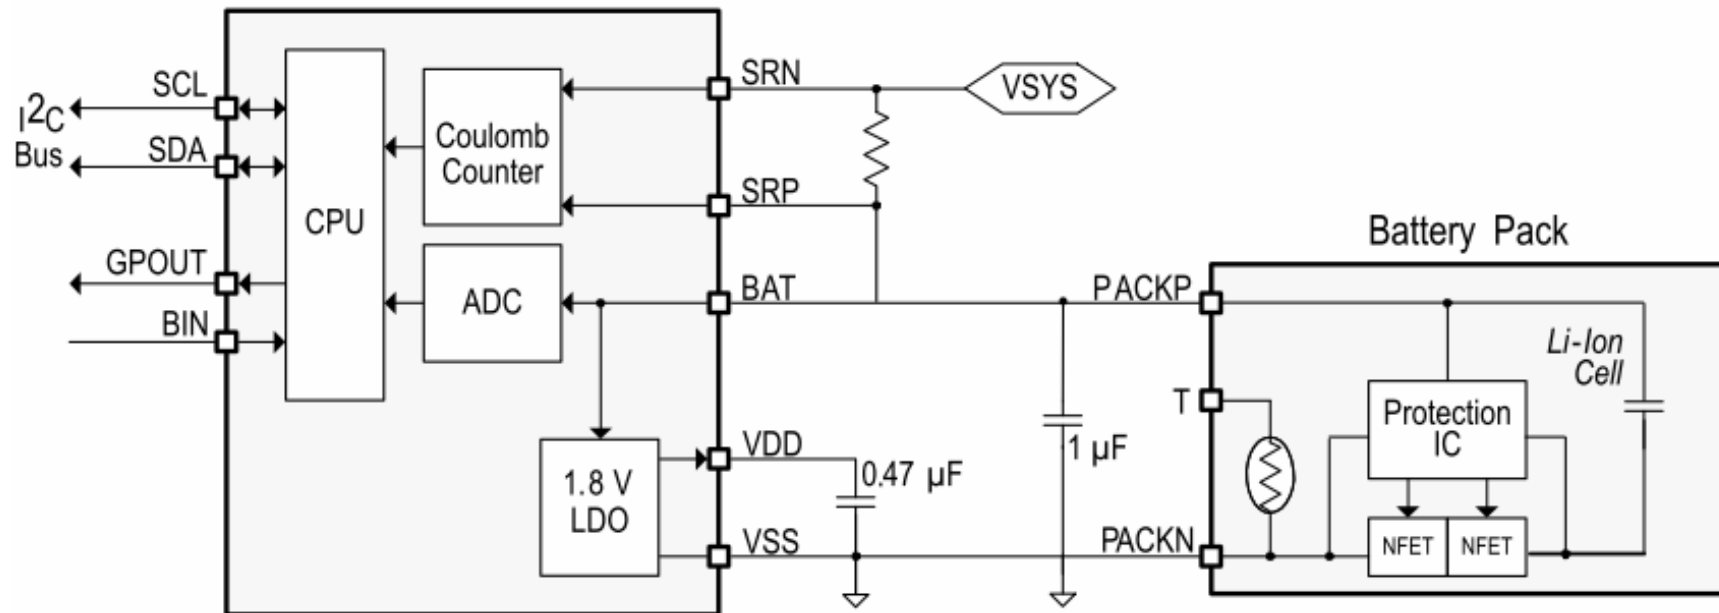 SCL
I2C
Bus
SDA
GPOUT
BIN
CPU
Coulomb
Counter
ADC
1.8 V
LDO
SRN
SRP
BAT
VDD
VSS
VSYS
0.47 µF
1 µF
Battery Pack
PACKP
T
PACKN
Li-Ion
Cell
Protection
IC
NFET
NFET